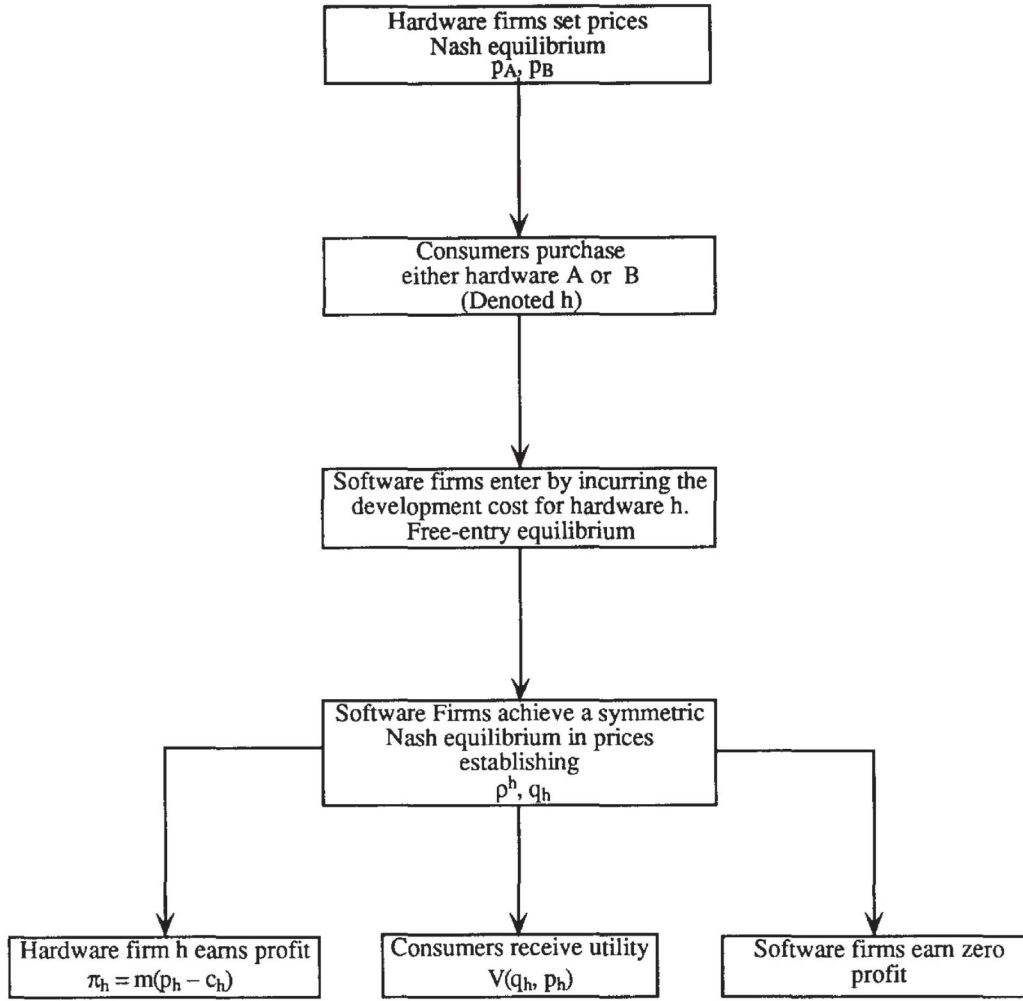 Hardware firms set prices
Nash equilibrium
pA, pB
Consumers purchase
either hardware A or B
(Denoted h)
Software firms enter by incurring the
development cost for hardware h.
Free-entry equilibrium
Software Firms achieve a symmetric
Nash equilibrium in prices
establishing
ρʰ, qₕ
Hardware firm h earns profit
πₕ = m(pₕ – cₕ)
Consumers receive utility
V(qₕ, pₕ)
Software firms earn zero
profit